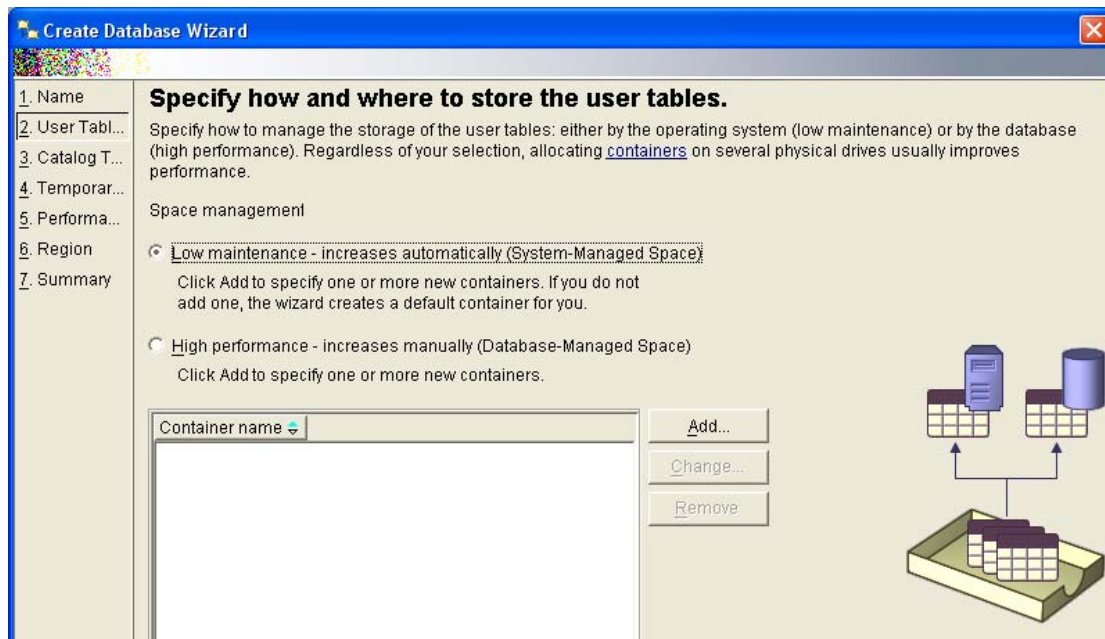 Create Database Wizard
1. Name
2. User Tabl...
3. Catalog T...
4. Temporar...
5. Performa...
6. Region
7. Summary
Specify how and where to store the user tables.
Specify how to manage the storage of the user tables: either by the operating system (low maintenance) or by the database
(high performance). Regardless of your selection, allocating containers on several physical drives usually improves
performance.
Space management
Low maintenance - increases automatically (System-Managed Space)
Click Add to specify one or more new containers. If you do not
add one, the wizard creates a default container for you.
High performance - increases manually (Database-Managed Space)
Click Add to specify one or more new containers.
Container name
Add...
Change...
Remove